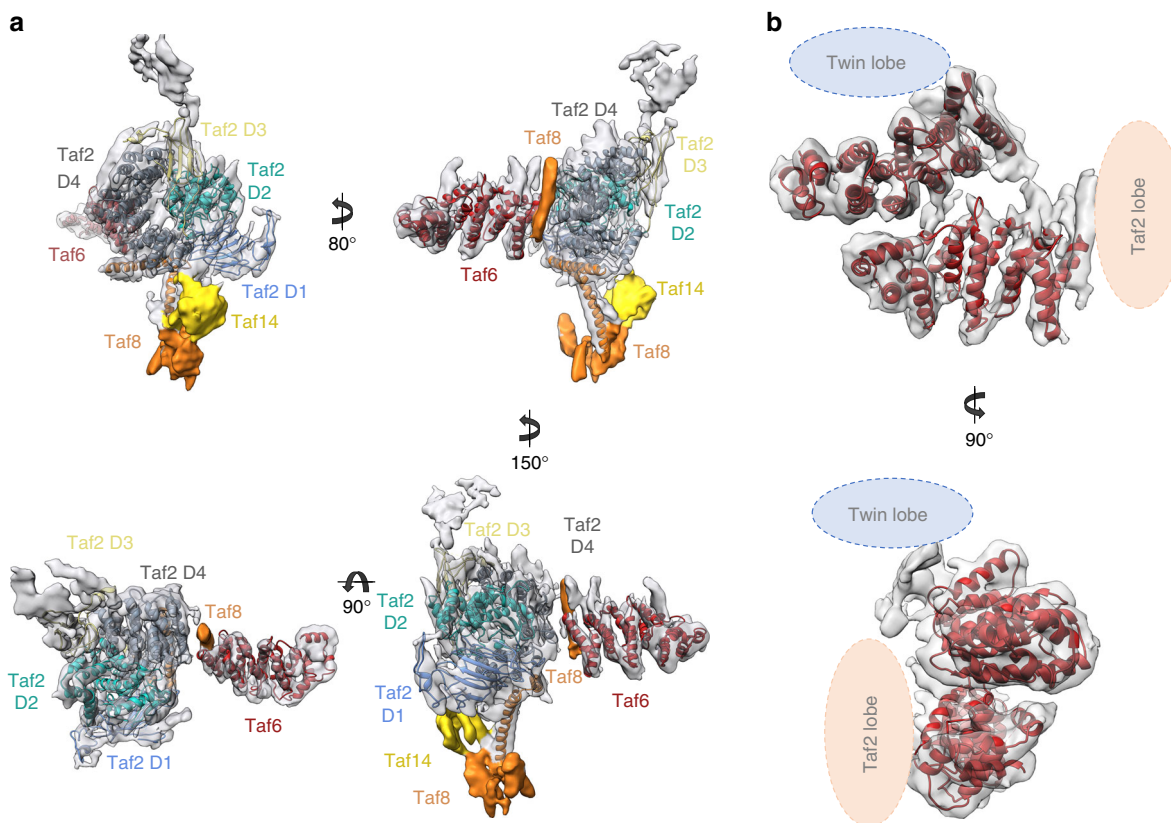 a
b
Twin lobe
Taf2 D3
Taf2
D4
Taf2
D2
Taf6
Taf2 D1
Taf14
Taf8
80°
Taf2 D4
Taf8
Taf2
D3
Taf2
D2
Taf6
Taf14
Taf8
Taf2 lobe
150°
90°
Taf2 D3
Taf2 D4
Taf8
Taf2
D2
Taf6
Taf2 D1
90°
Taf2 D3
Taf2
D4
Taf2
D2
Taf8
Taf2
D1
Taf6
Taf14
Taf8
Twin lobe
Taf2 lobe